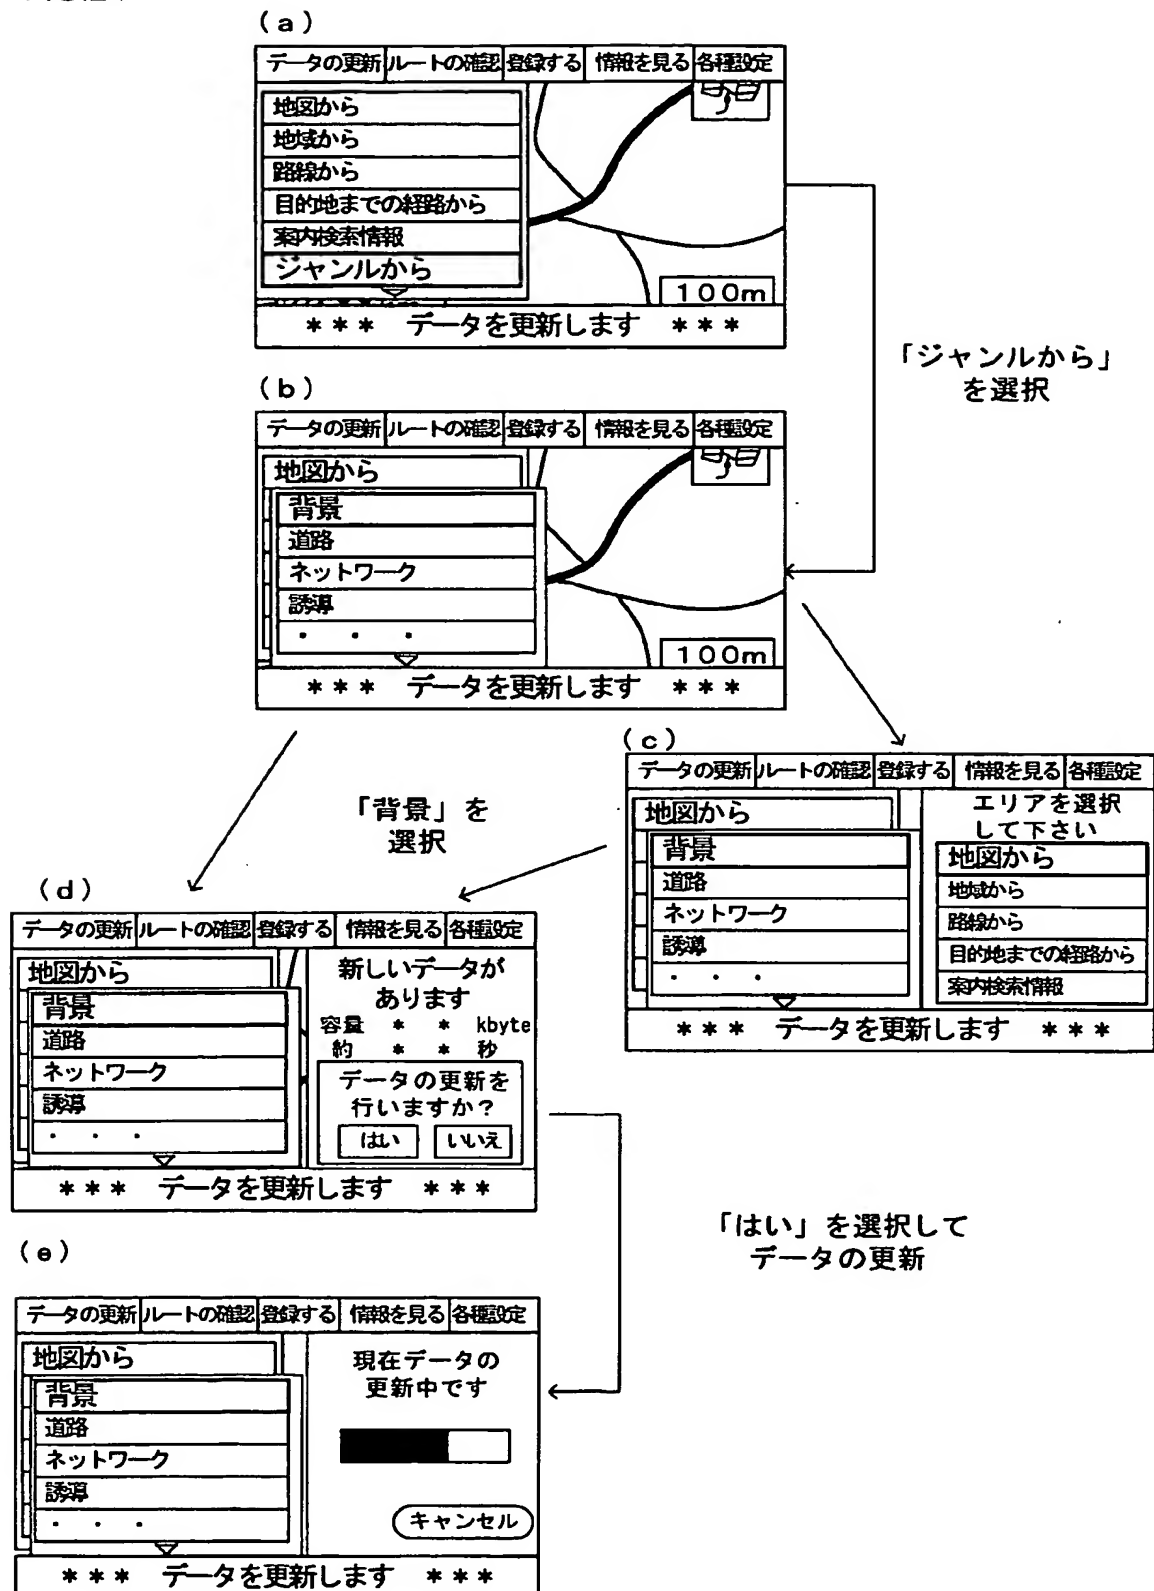 (a)
データの更新 ルートの確認 登録する 情報を見る 各種設定
地図から
地域から
路線から
目的地までの経路から
案内検索情報
ジャンルから
100m
*** データを更新します ***
「ジャンルから」
を選択
(b)
データの更新 ルートの確認 登録する 情報を見る 各種設定
地図から
背景
道路
ネットワーク
誘導
・ ・ ・
100m
*** データを更新します ***
(c)
データの更新 ルートの確認 登録する 情報を見る 各種設定
地図から
背景
道路
ネットワーク
誘導
・ ・ ・
エリアを選択
して下さい
地図から
地域から
路線から
目的地までの経路から
案内検索情報
*** データを更新します ***
「背景」を
選択
(d)
データの更新 ルートの確認 登録する 情報を見る 各種設定
地図から
背景
道路
ネットワーク
誘導
・ ・ ・
新しいデータが
あります
容量 * * kbyte
約 * * 秒
データの更新を
行いますか?
はい いいえ
*** データを更新します ***
「はい」を選択して
データの更新
(e)
データの更新 ルートの確認 登録する 情報を見る 各種設定
地図から
背景
道路
ネットワーク
誘導
・ ・ ・
現在データの
更新中です
キャンセル
*** データを更新します ***